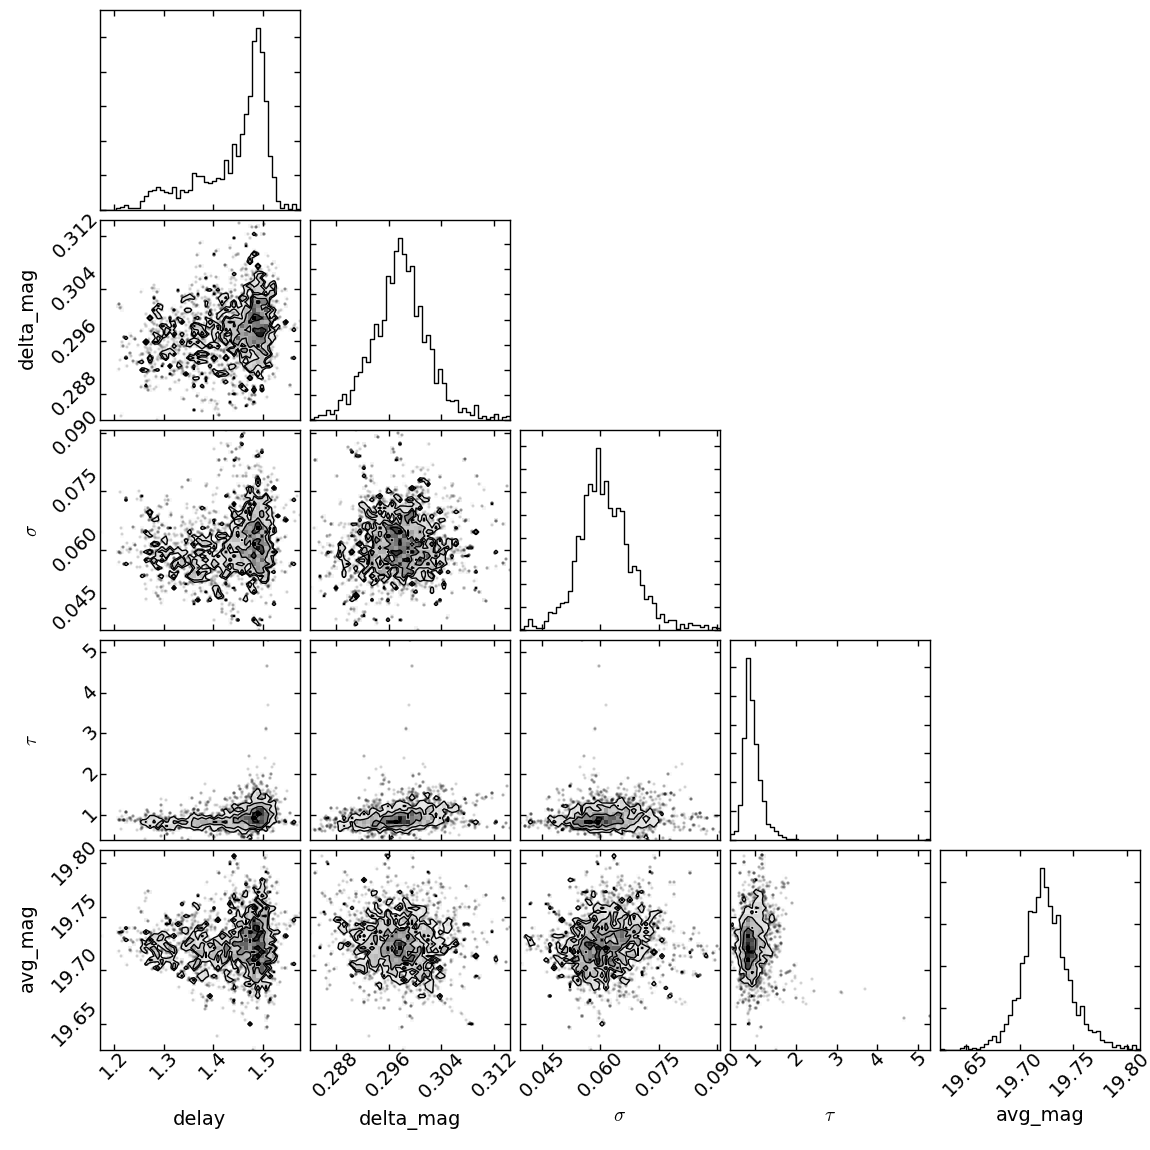 0.312
0.304
0.296
0.288
delta_mag
0.090
0.075
0.060
0.045
σ
5
4
3
2
1
τ
19.80
19.75
19.70
19.65
avg_mag
1.2 1.3 1.4 1.5
0.288 0.296 0.304 0.312
0.045 0.060 0.075 0.090
1 2 3 4 5
19.65 19.70 19.75 19.80
delay delta_mag σ τ avg_mag